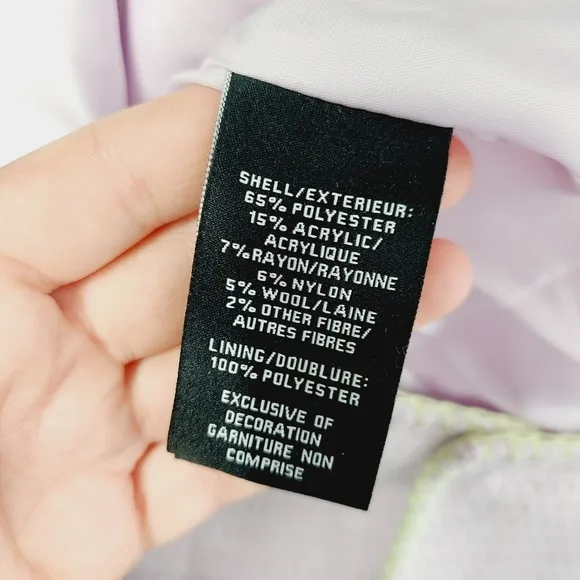 SHELL/EXTERIEUR:
65% POLYESTER
15% ACRYLIC/
ACRYLIQUE
7%RAYON/RAYONNE
6% NYLON
5% WOOL/LAINE
2% OTHER FIBRE/
AUTRES FIBRES
LINING/DOUBLURE:
100% POLYESTER
EXCLUSIVE OF
DECORATION
GARNITURE NON
COMPRISE